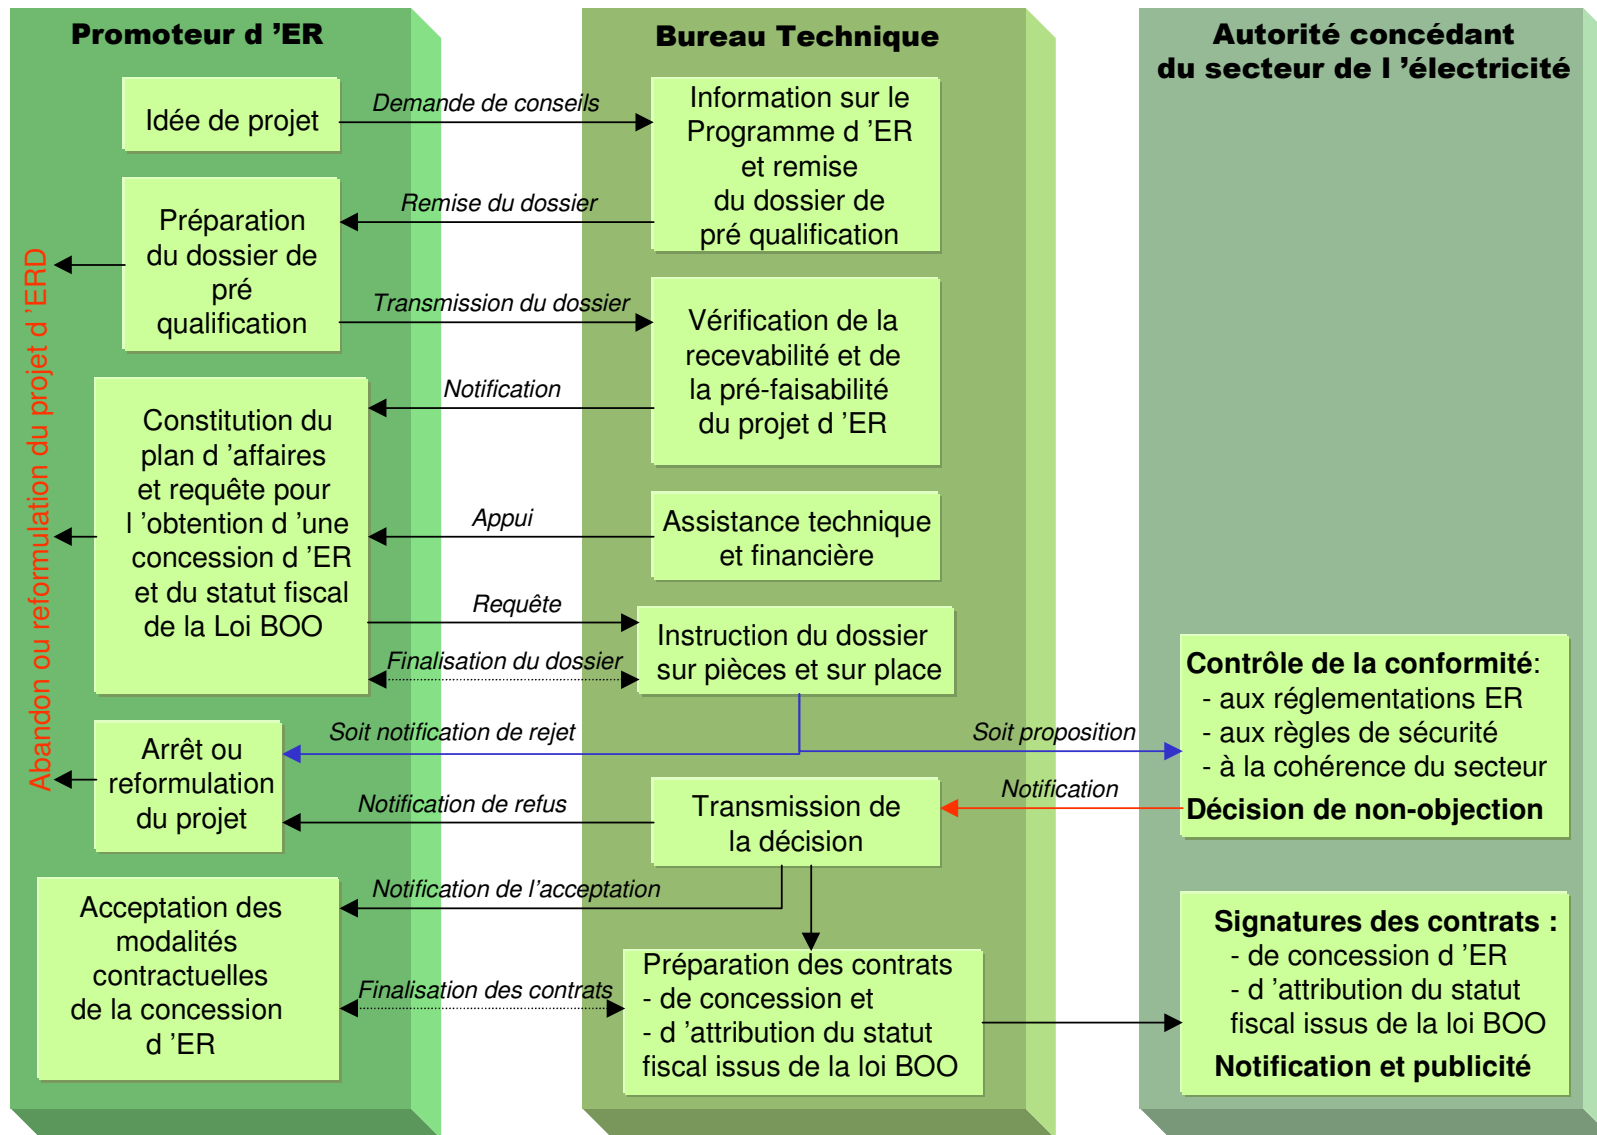 Promoteur d ’ER
Bureau Technique
Autorité concédant
du secteur de l ’électricité
Idée de projet
Demande de conseils
Information sur le
Programme d ’ER
et remise
du dossier de
pré qualification
Remise du dossier
Préparation
du dossier de
pré
qualification
Transmission du dossier
Vérification de la
recevabilité et de
la pré-faisabilité
du projet d ’ER
Notification
Constitution du
plan d ’affaires
et requête pour
l ’obtention d ’une
concession d ’ER
et du statut fiscal
de la Loi BOO
Appui
Assistance technique
et financière
Requête
Instruction du dossier
sur pièces et sur place
Finalisation du dossier
Abandon ou reformulation du projet d ’ERD
Soit notification de rejet
Soit proposition
Contrôle de la conformité:
- aux réglementations ER
- aux règles de sécurité
- à la cohérence du secteur
Décision de non-objection
Arrêt ou
reformulation
du projet
Notification de refus
Transmission de
la décision
Notification
Notification de l’acceptation
Acceptation des
modalités
contractuelles
de la concession
d ’ER
Finalisation des contrats
Préparation des contrats
- de concession et
- d ’attribution du statut
fiscal issus de la loi BOO
Signatures des contrats :
- de concession d ’ER
- d ’attribution du statut
fiscal issus de la loi BOO
Notification et publicité